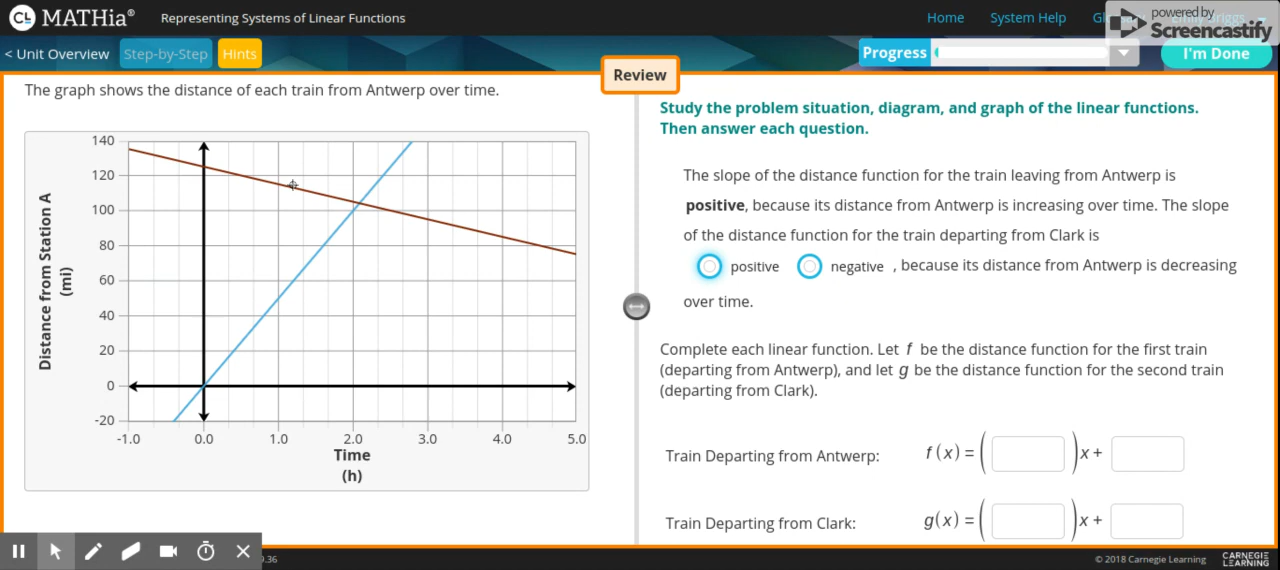 CL MATHia® Representing Systems of Linear Functions Home System Help
powered by
Screencastify
< Unit Overview Step-by-Step Hints Progress I'm Done
Review
The graph shows the distance of each train from Antwerp over time.
140
120
100
80
60
40
20
0
-20
-1.0 0.0 1.0 2.0 3.0 4.0 5.0
Distance from Station A
(mi)
Time
(h)
Study the problem situation, diagram, and graph of the linear functions.
Then answer each question.
The slope of the distance function for the train leaving from Antwerp is
positive, because its distance from Antwerp is increasing over time. The slope
of the distance function for the train departing from Clark is
positive negative , because its distance from Antwerp is decreasing
over time.
Complete each linear function. Let f be the distance function for the first train
(departing from Antwerp), and let g be the distance function for the second train
(departing from Clark).
Train Departing from Antwerp: f(x) = ( )x +
Train Departing from Clark: g(x) = ( )x +
.36 © 2018 Carnegie Learning CARNEGIE
LEARNING